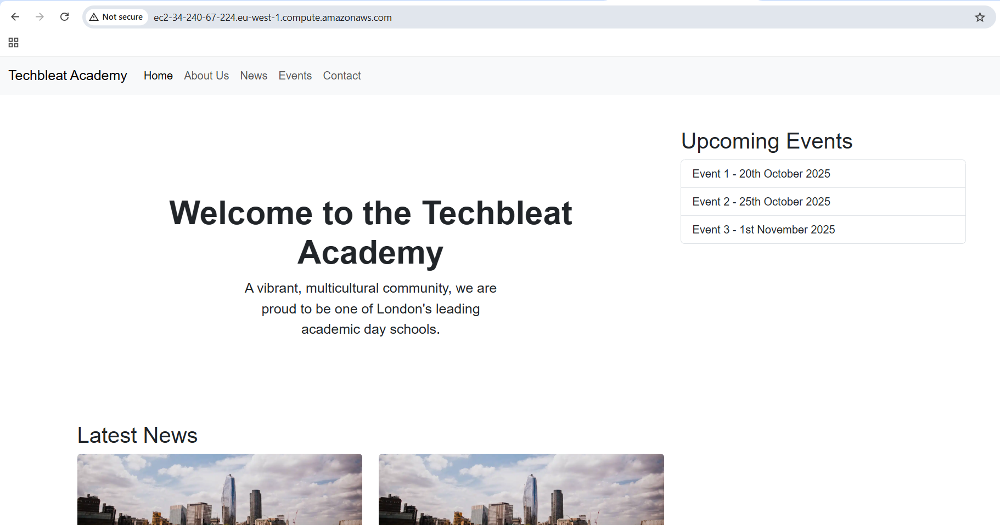 Not secure ec2-34-240-67-224.eu-west-1.compute.amazonaws.com
Techbleat Academy Home About Us News Events Contact
Welcome to the Techbleat
Academy
A vibrant, multicultural community, we are
proud to be one of London's leading
academic day schools.
Upcoming Events
Event 1 - 20th October 2025
Event 2 - 25th October 2025
Event 3 - 1st November 2025
Latest News